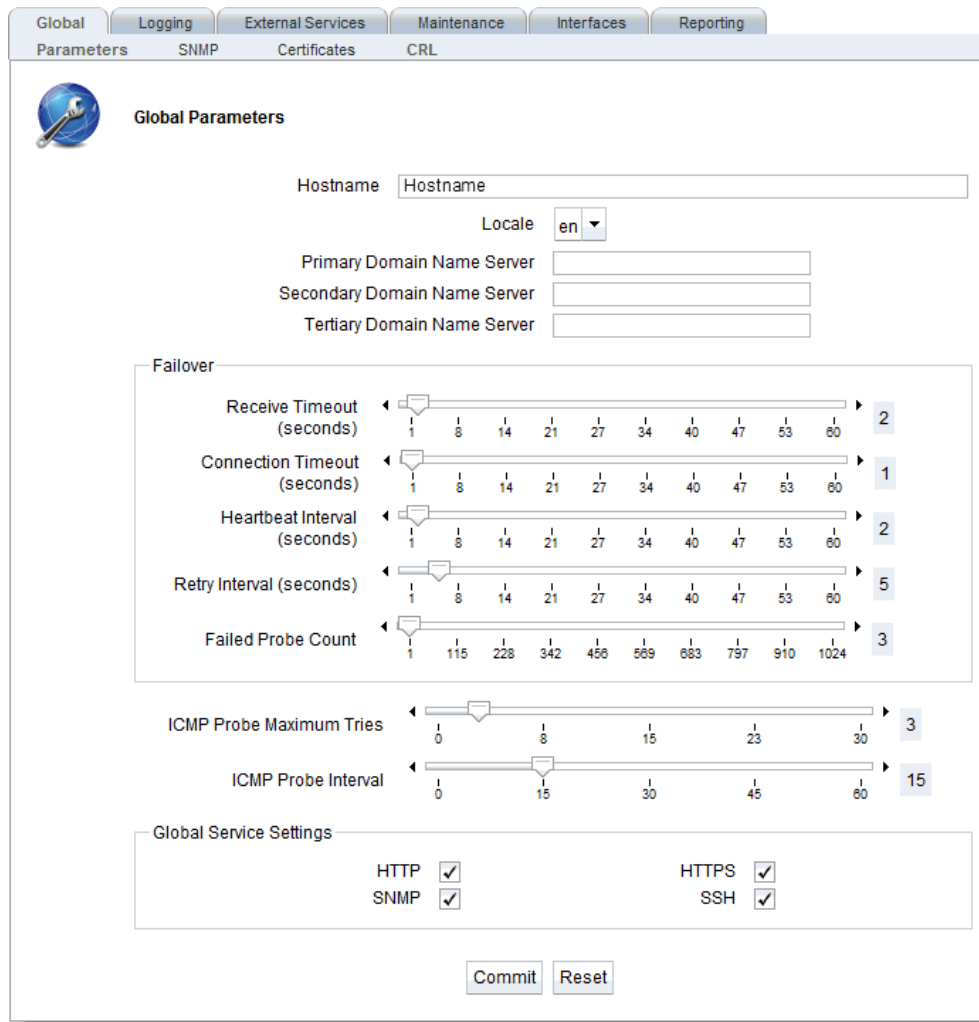 Global Logging External Services Maintenance Interfaces Reporting
Parameters SNMP Certificates CRL
Global Parameters
Hostname Hostname
Locale en
Primary Domain Name Server
Secondary Domain Name Server
Tertiary Domain Name Server
Failover
Receive Timeout (seconds) 2
1 8 14 21 27 34 40 47 53 60
Connection Timeout (seconds) 1
1 8 14 21 27 34 40 47 53 60
Heartbeat Interval (seconds) 2
1 8 14 21 27 34 40 47 53 60
Retry Interval (seconds) 5
1 8 14 21 27 34 40 47 53 60
Failed Probe Count 3
1 115 228 342 456 569 683 797 910 1024
ICMP Probe Maximum Tries 3
0 8 15 23 30
ICMP Probe Interval 15
0 15 30 45 60
Global Service Settings
HTTP HTTPS
SNMP SSH
Commit Reset